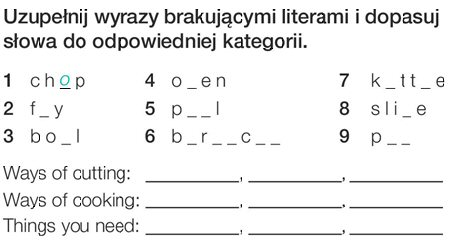 Uzupełnij wyrazy brakującymi literami i dopasuj
słowa do odpowiedniej kategorii.
1 c h o p 4 o _ e n 7 k _ t t _ e
2 f _ y 5 p _ _ l 8 s l i _ e
3 b o _ l 6 b _ r _ _ c _ _ 9 p _ _
Ways of cutting: ________, ________, ________
Ways of cooking: ________, ________, ________
Things you need: ________, ________, ________